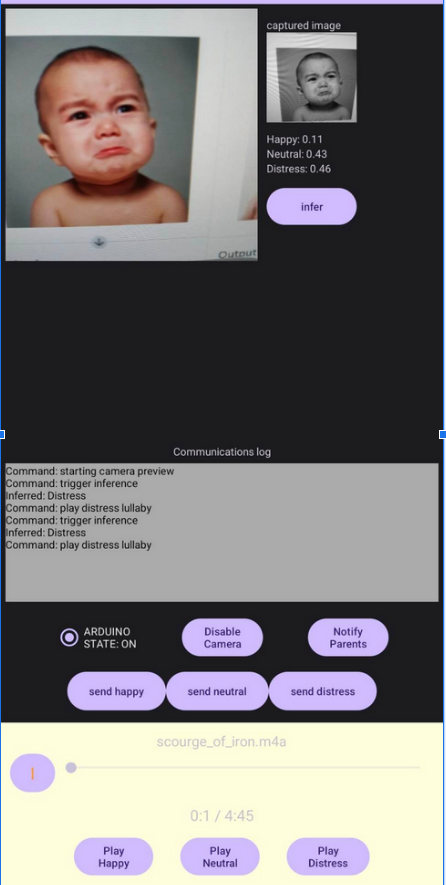 captured image
Happy: 0.11
Neutral: 0.43
Distress: 0.46
infer
Output
Communications log
Command: starting camera preview
Command: trigger inference
Inferred: Distress
Command: play distress lullaby
Command: trigger inference
Inferred: Distress
Command: play distress lullaby
ARDUINO
STATE: ON
Disable
Camera
Notify
Parents
send happy
send neutral
send distress
scourge_of_iron.m4a
0:1 / 4:45
Play
Happy
Play
Neutral
Play
Distress